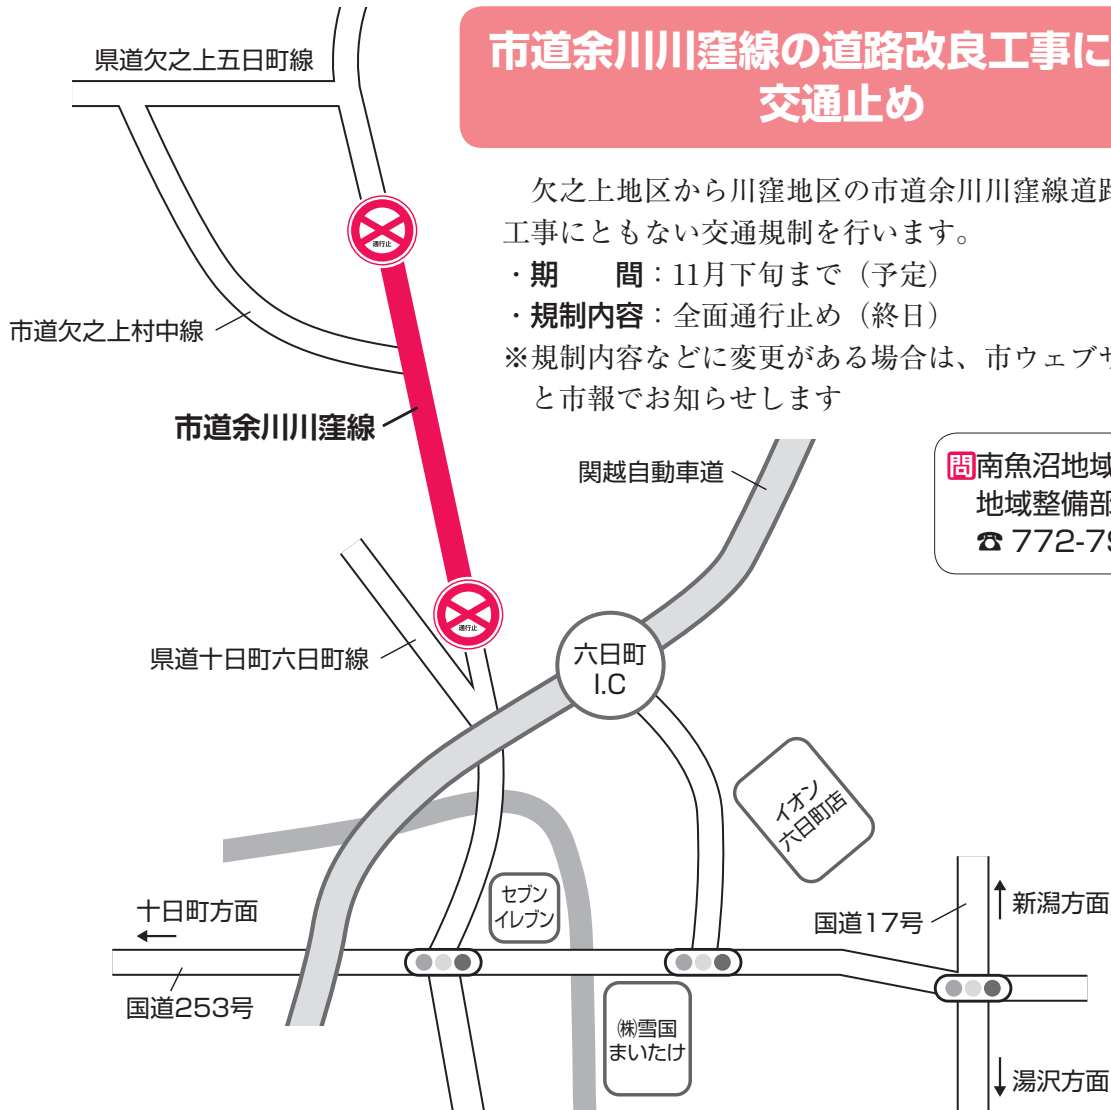 県道欠之上五日町線
市道余川川窪線の道路改良工事に
交通止め
欠之上地区から川窪地区の市道余川川窪線道路
工事にともない交通規制を行います。
・期　　間：11月下旬まで（予定）
・規制内容：全面通行止め（終日）
※規制内容などに変更がある場合は、市ウェブサ
と市報でお知らせします
通行止
市道欠之上村中線
市道余川川窪線
関越自動車道
問南魚沼地域
地域整備部
☎ 772-79
通行止
県道十日町六日町線
六日町
I.C
イオン
六日町店
セブン
イレブン
十日町方面
国道17号
新潟方面
国道253号
㈱雪国
まいたけ
湯沢方面